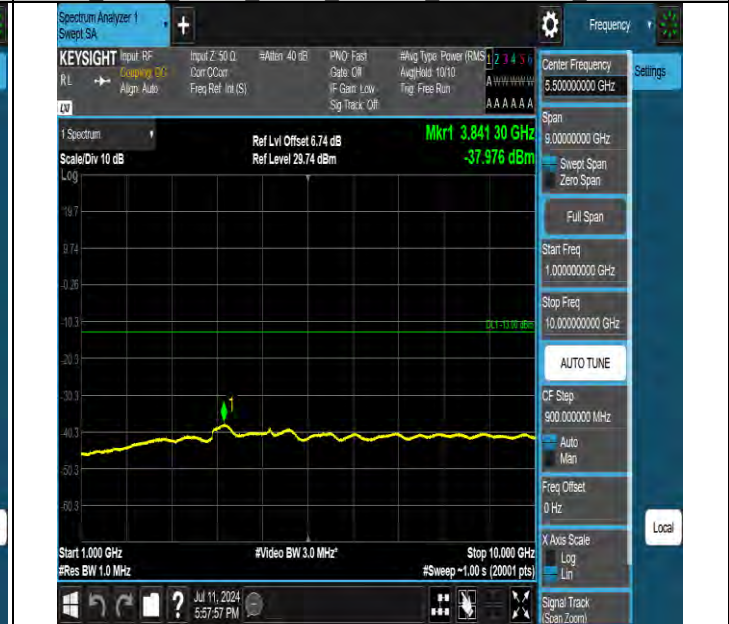 Spectrum Analyzer 1
Swept SA
+
Frequency
KEYSIGHT
RL
LXI
Input: RF
Coupling: DC
Align: Auto
Input Z: 50 Ω
Corr CCorr
Freq Ref: Int (S)
#Atten: 40 dB
PNO: Fast
Gate: Off
IF Gain: Low
Sig Track: Off
#Avg Type: Power (RMS
Avg|Hold: 10/10
Trig: Free Run
1 2 3 4 5 6
A W W W W W
A A A A A A
1 Spectrum
Scale/Div 10 dB
Log
Ref Lvl Offset 6.74 dB
Ref Level 29.74 dBm
Mkr1 3.841 30 GHz
-37.976 dBm
19.7
9.74
-0.26
-10.3
-20.3
-30.3
-40.3
-50.3
-60.3
DL1 -13.00 dBm
1
Start 1.000 GHz
#Res BW 1.0 MHz
#Video BW 3.0 MHz*
Stop 10.000 GHz
#Sweep ~1.00 s (20001 pts)
?
Jul 11, 2024
5:57:57 PM
Center Frequency
5.500000000 GHz
Settings
Span
9.00000000 GHz
Swept Span
Zero Span
Full Span
Start Freq
1.000000000 GHz
Stop Freq
10.000000000 GHz
AUTO TUNE
CF Step
900.000000 MHz
Auto
Man
Freq Offset
0 Hz
X Axis Scale
Log
Lin
Local
Signal Track
(Span Zoom)